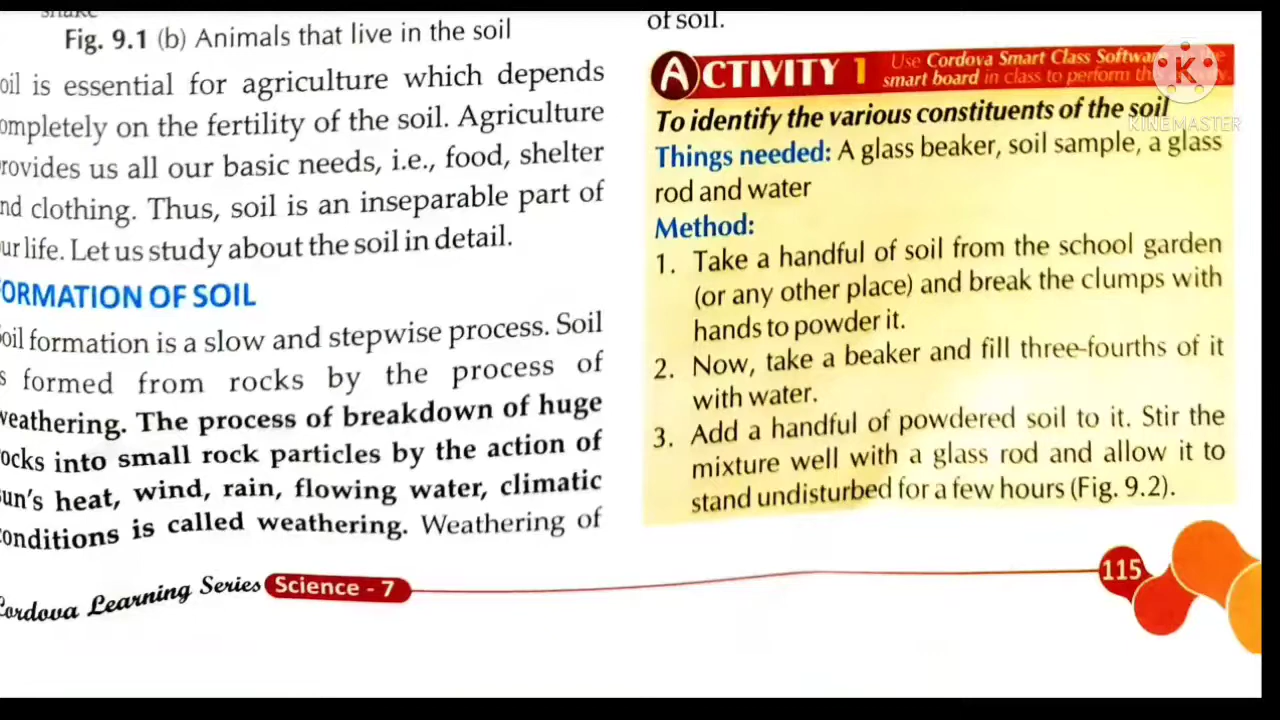 snake
Fig. 9.1 (b) Animals that live in the soil
oil is essential for agriculture which depends
ompletely on the fertility of the soil. Agriculture
rovides us all our basic needs, i.e., food, shelter
nd clothing. Thus, soil is an inseparable part of
ur life. Let us study about the soil in detail.
ORMATION OF SOIL
oil formation is a slow and stepwise process. Soil
s formed from rocks by the process of
weathering. The process of breakdown of huge
ocks into small rock particles by the action of
un's heat, wind, rain, flowing water, climatic
onditions is called weathering. Weathering of
Cordova Learning Series Science - 7
of soil.
ACTIVITY 1 Use Cordova Smart Class Software
smart board in class to perform
To identify the various constituents of the soil
Things needed: A glass beaker, soil sample, a glass
rod and water
Method:
1. Take a handful of soil from the school garden
(or any other place) and break the clumps with
hands to powder it.
2. Now, take a beaker and fill three-fourths of it
with water.
3. Add a handful of powdered soil to it. Stir the
mixture well with a glass rod and allow it to
stand undisturbed for a few hours (Fig. 9.2).
115
K
KINEMASTER